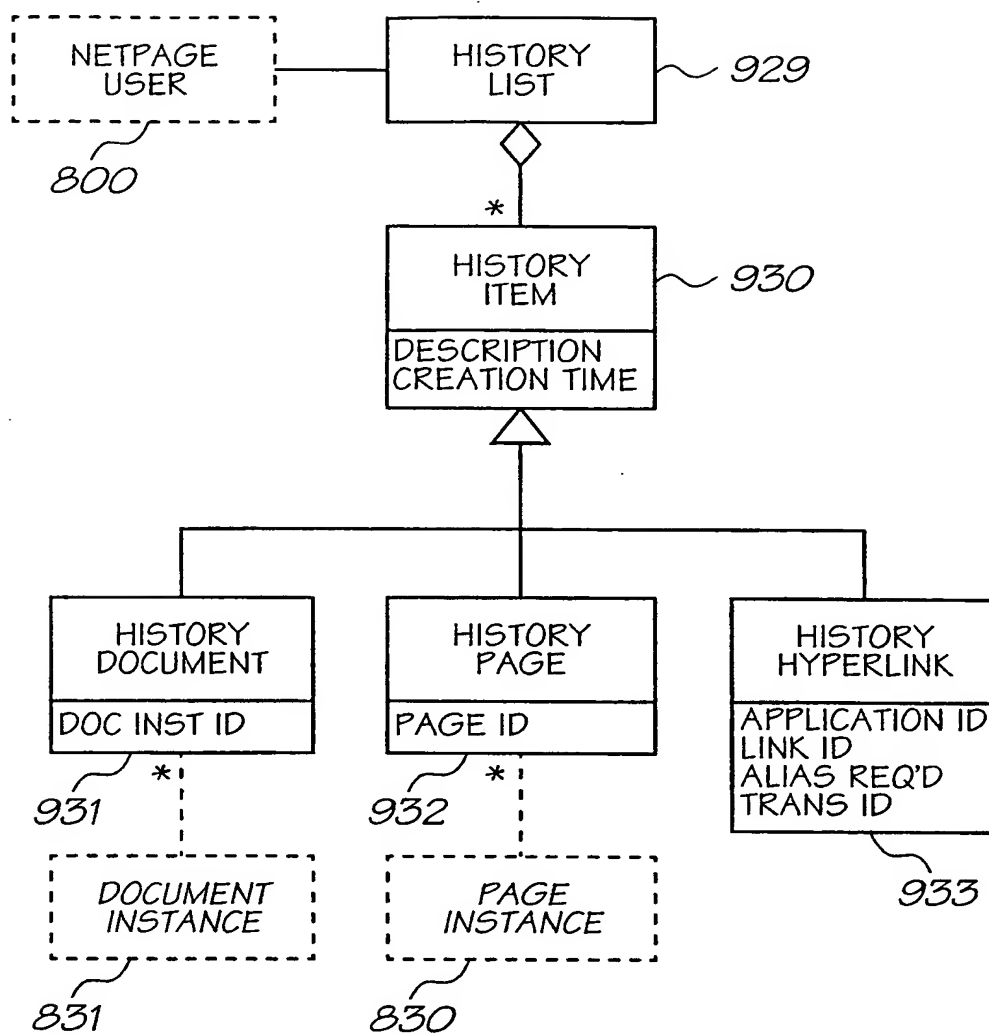 NETPAGE
USER
800
HISTORY
LIST
929
*
HISTORY
ITEM
930
DESCRIPTION
CREATION TIME
HISTORY
DOCUMENT
DOC INST ID
931
*
HISTORY
PAGE
PAGE ID
932
*
HISTORY
HYPERLINK
APPLICATION ID
LINK ID
ALIAS REQ'D
TRANS ID
933
DOCUMENT
INSTANCE
831
PAGE
INSTANCE
830